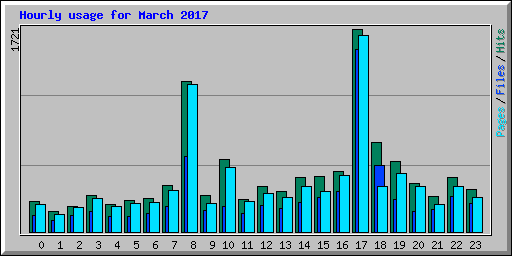 Hourly usage for March 2017
1721
Pages / Files / Hits
0 1 2 3 4 5 6 7 8 9 10 11 12 13 14 15 16 17 18 19 20 21 22 23